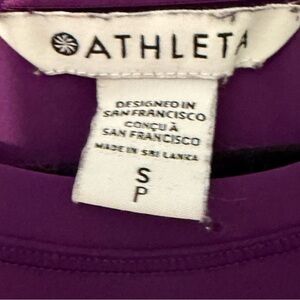 ATHLETA
DESIGNED IN
SAN FRANCISCO
CONÇU À
SAN FRANCISCO
MADE IN SRI LANKA
S
P